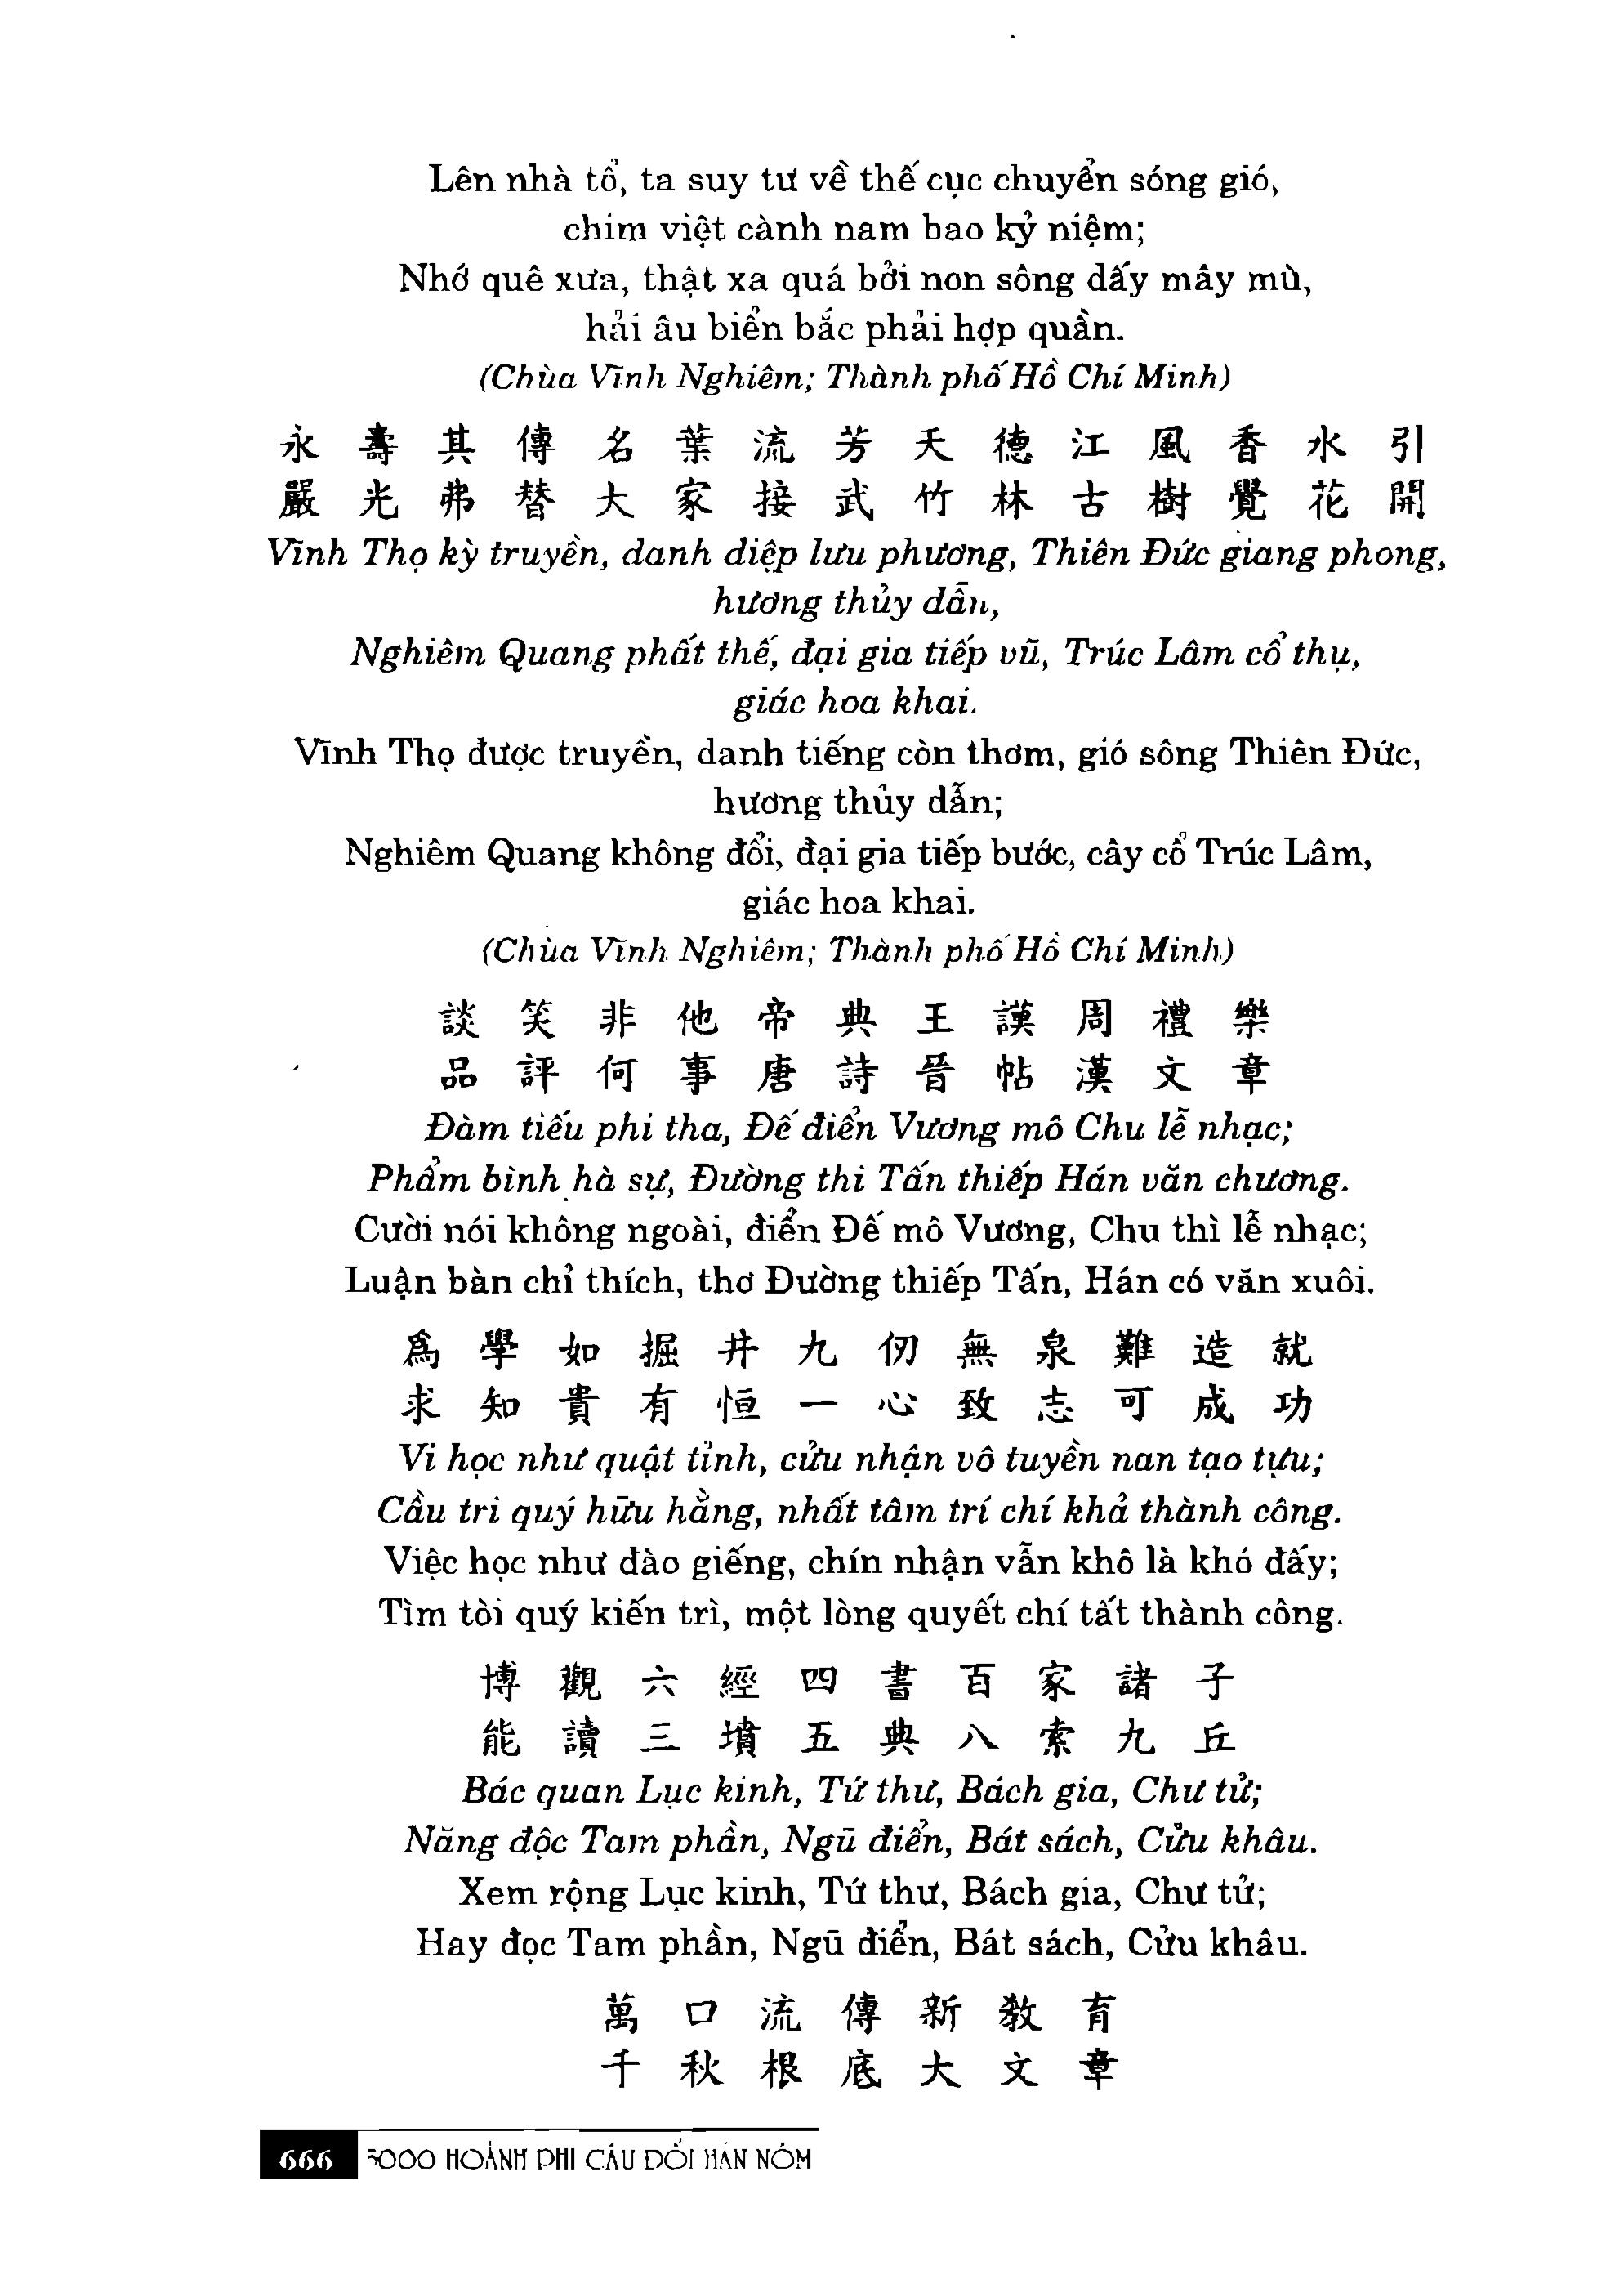 Lên nhà tổ, ta suy tư về thế cục chuyển sóng gió,
chim việt cành nam bao kỷ niệm;
Nhớ quê xưa, thật xa quá bởi non sông dấy mây mù,
hải âu biển bắc phải hợp quần.
(Chùa Vĩnh Nghiêm; Thành phố Hồ Chí Minh)
永 壽 其 傳 名 葉 流 芳 天 德 江 風 香 水 引
嚴 光 弗 替 大 家 接 武 竹 林 古 樹 覺 花 開
Vĩnh Thọ kỳ truyền, danh diệp lưu phương, Thiên Đức giang phong,
hương thủy dẫn,
Nghiêm Quang phất thế, đại gia tiếp vũ, Trúc Lâm cổ thụ,
giác hoa khai.
Vĩnh Thọ được truyền, danh tiếng còn thơm, gió sông Thiên Đức,
hương thủy dẫn;
Nghiêm Quang không đổi, đại gia tiếp bước, cây cổ Trúc Lâm,
giác hoa khai.
(Chùa Vĩnh Nghiêm; Thành phố Hồ Chí Minh)
談 笑 非 他 帝 典 王 謨 周 禮 樂
品 評 何 事 唐 詩 晉 帖 漢 文 章
Đàm tiếu phi tha, Đế điển Vương mô Chu lễ nhạc;
Phẩm bình hà sự, Đường thi Tấn thiếp Hán văn chương.
Cười nói không ngoài, điển Đế mô Vương, Chu thì lễ nhạc;
Luận bàn chỉ thích, thơ Đường thiếp Tấn, Hán có văn xuôi.
爲 學 如 掘 井 九 仞 無 泉 難 造 就
求 知 貴 有 恒 一 心 致 志 可 成 功
Vi học như quật tỉnh, cửu nhận vô tuyền nan tạo tựu;
Cầu tri quý hữu hằng, nhất tâm trí chí khả thành công.
Việc học như đào giếng, chín nhận vẫn khô là khó đấy;
Tìm tòi quý kiến trì, một lòng quyết chí tất thành công.
博 觀 六 經 四 書 百 家 諸 子
能 讀 三 墳 五 典 八 索 九 丘
Bác quan Lục kinh, Tứ thư, Bách gia, Chư tử;
Năng độc Tam phần, Ngũ điển, Bát sách, Cửu khâu.
Xem rộng Lục kinh, Tứ thư, Bách gia, Chư tử;
Hay đọc Tam phần, Ngũ điển, Bát sách, Cửu khâu.
萬 口 流 傳 新 教 育
千 秋 根 底 大 文 章
666 5000 HOÀNH PHI CÂU ĐỐI HÁN NÔM